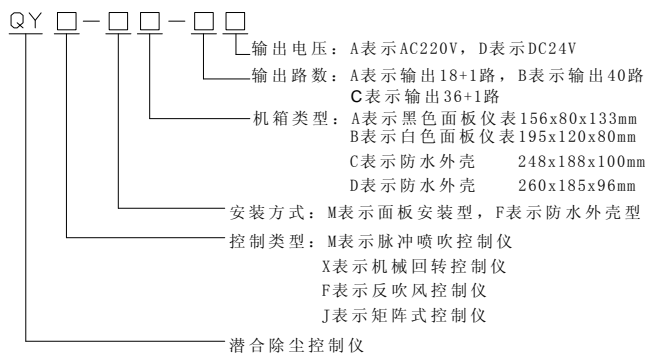 QY□-□□-□□
输出电压：A表示AC220V，D表示DC24V
输出路数：A表示输出18+1路，B表示输出40路
C表示输出36+1路
机箱类型：A表示黑色面板仪表156x80x133mm
B表示白色面板仪表195x120x80mm
C表示防水外壳 248x188x100mm
D表示防水外壳 260x185x96mm
安装方式：M表示面板安装型，F表示防水外壳型
控制类型：M表示脉冲喷吹控制仪
X表示机械回转控制仪
F表示反吹风控制仪
J表示矩阵式控制仪
潜合除尘控制仪